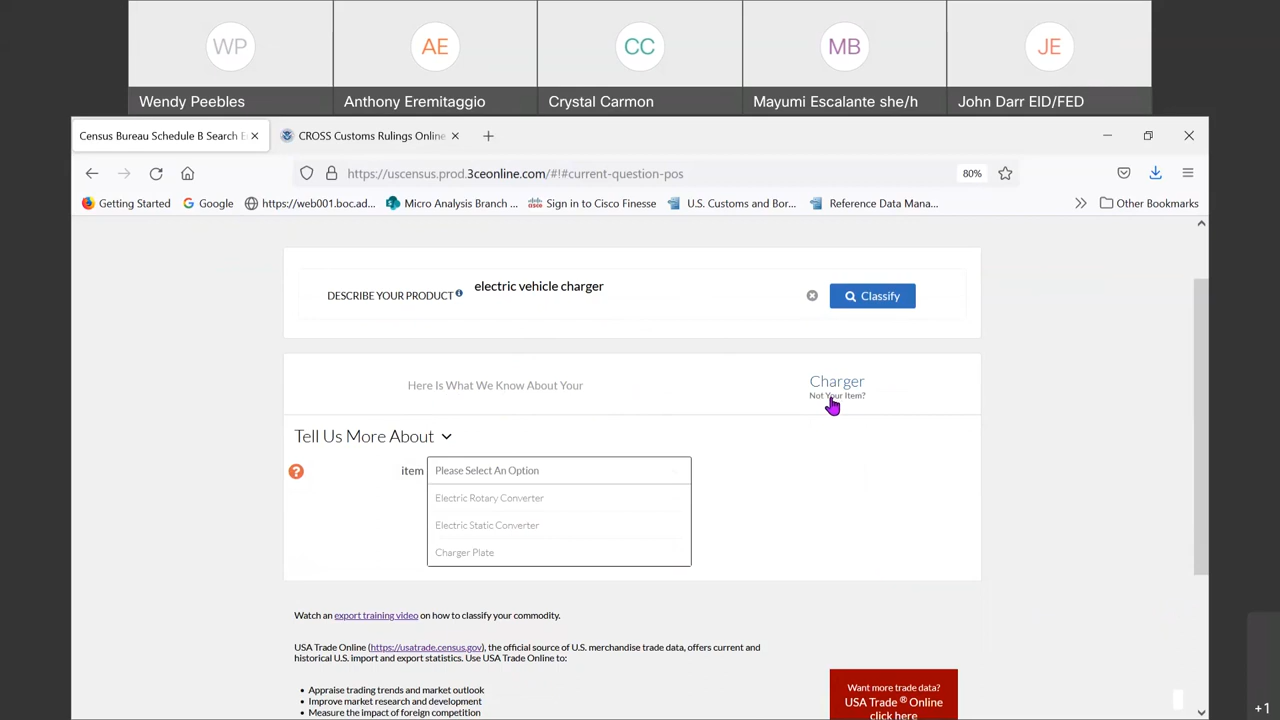 WP AE CC MB JE
Wendy Peebles Anthony Eremitaggio Crystal Carmon Mayumi Escalante she/h John Darr EID/FED
Census Bureau Schedule B Search E CROSS Customs Rulings Online
https://uscensus.prod.3ceonline.com/#!#current-question-pos 80%
Getting Started Google https://web001.boc.ad... Micro Analysis Branch ... Sign in to Cisco Finesse U.S. Customs and Bor... Reference Data Mana... Other Bookmarks
electric vehicle charger
DESCRIBE YOUR PRODUCT Classify
Charger
Here Is What We Know About Your
Not Your Item?
Tell Us More About
item Please Select An Option
Electric Rotary Converter
Electric Static Converter
Charger Plate
Watch an export training video on how to classify your commodity.
USA Trade Online (https://usatrade.census.gov), the official source of U.S. merchandise trade data, offers current and
historical U.S. import and export statistics. Use USA Trade Online to:
• Appraise trading trends and market outlook
• Improve market research and development
• Measure the impact of foreign competition
Want more trade data?
USA Trade ® Online
click here
+1